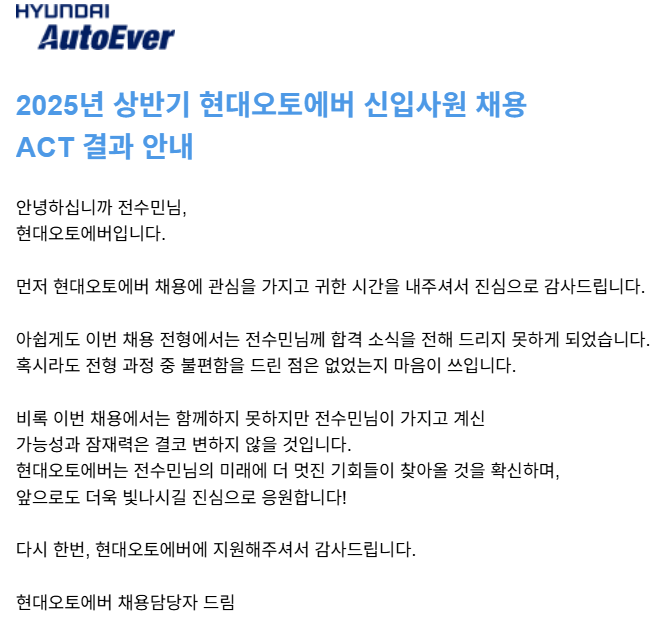 HYUNDAI
AutoEver
2025년 상반기 현대오토에버 신입사원 채용
ACT 결과 안내
안녕하십니까 전수민님,
현대오토에버입니다.
먼저 현대오토에버 채용에 관심을 가지고 귀한 시간을 내주셔서 진심으로 감사드립니다.
아쉽게도 이번 채용 전형에서는 전수민님께 합격 소식을 전해 드리지 못하게 되었습니다.
혹시라도 전형 과정 중 불편함을 드린 점은 없었는지 마음이 쓰입니다.
비록 이번 채용에서는 함께하지 못하지만 전수민님이 가지고 계신
가능성과 잠재력은 결코 변하지 않을 것입니다.
현대오토에버는 전수민님의 미래에 더 멋진 기회들이 찾아올 것을 확신하며,
앞으로도 더욱 빛나시길 진심으로 응원합니다!
다시 한번, 현대오토에버에 지원해주셔서 감사드립니다.
현대오토에버 채용담당자 드림